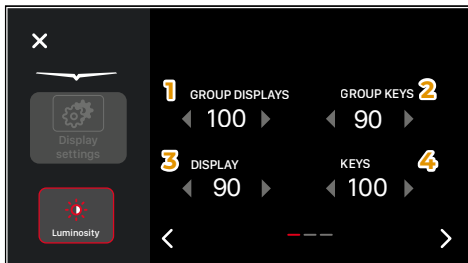 1 GROUP DISPLAYS
100
GROUP KEYS 2
90
3 DISPLAY
90
KEYS 4
100
Display
settings
Luminosity